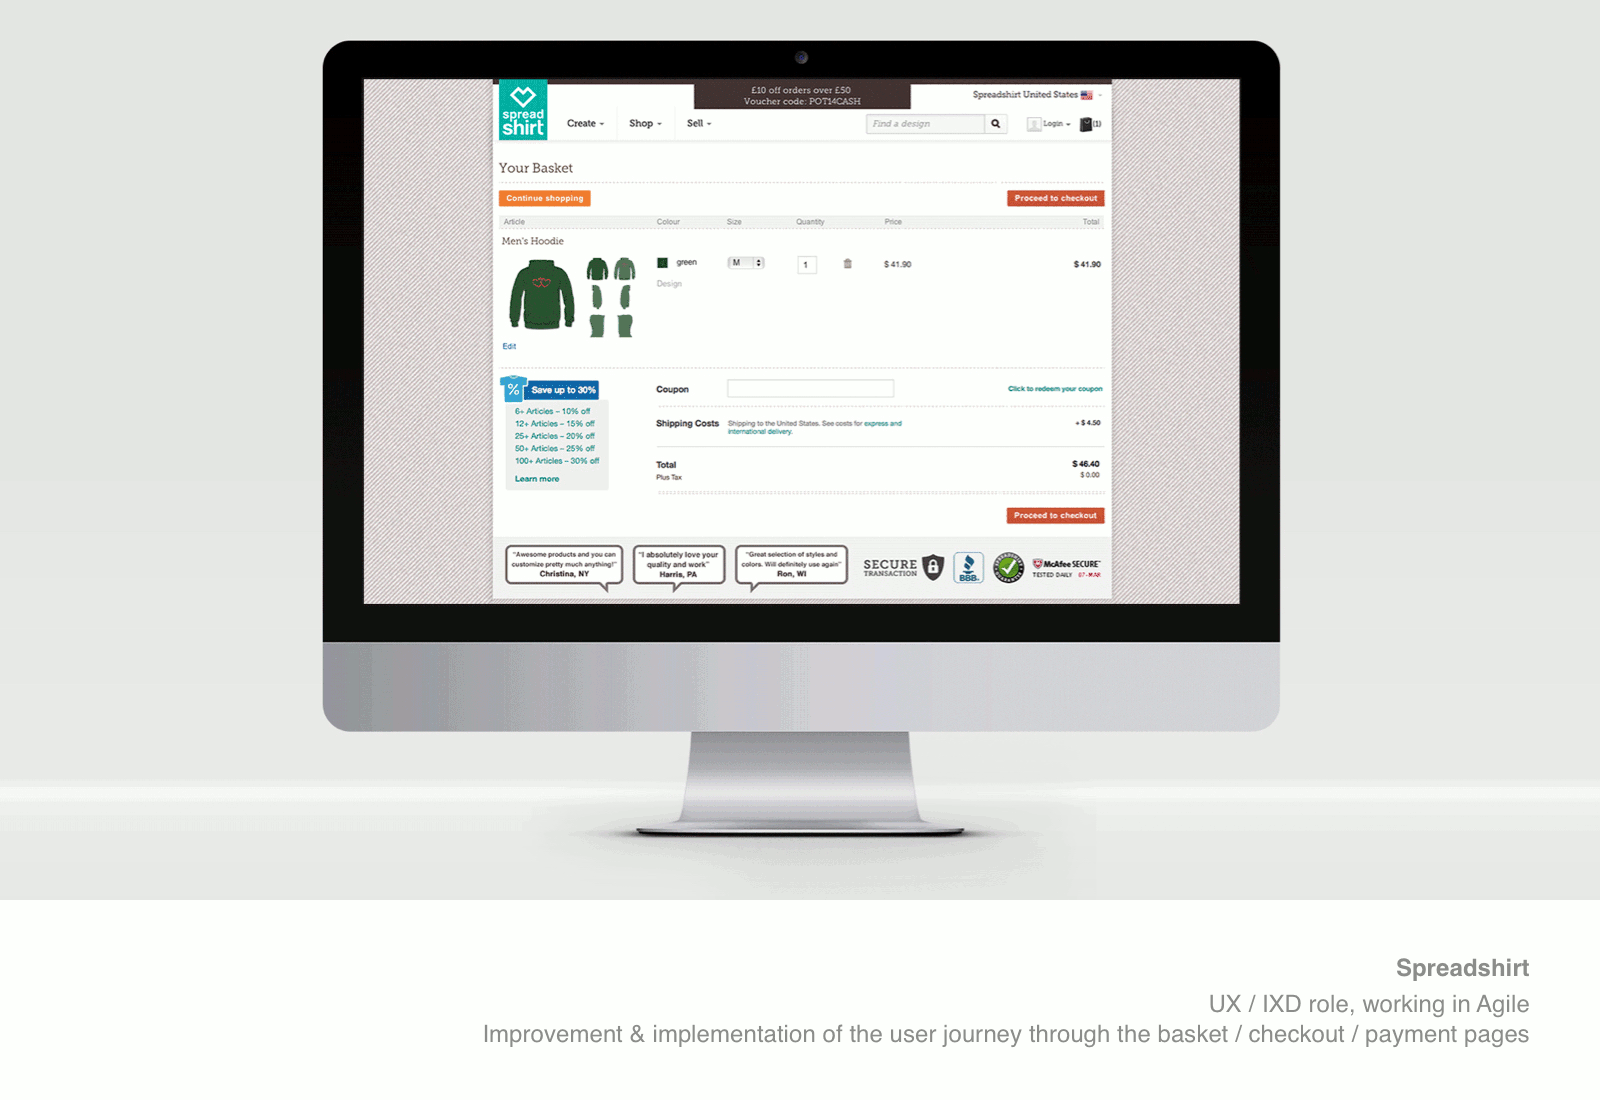 £10 off orders over £50
Voucher code: POT14CASH
Spreadshirt United States
spread
shirt
Create
Shop
Sell
Find a design
Login
(1)
Your Basket
Continue shopping
Proceed to checkout
Article Colour Size Quantity Price Total
Men's Hoodie
green M 1 $ 41.90 $ 41.90
Design
Edit
% Save up to 30%
6+ Articles – 10% off
12+ Articles – 15% off
25+ Articles – 20% off
50+ Articles – 25% off
100+ Articles – 30% off
Learn more
Coupon Click to redeem your coupon
Shipping Costs Shipping to the United States. See costs for express and + $ 4.50
international delivery.
Total $ 46.40
Plus Tax $ 0.00
Proceed to checkout
"Awesome products and you can
customize pretty much anything!"
Christina, NY
"I absolutely love your
quality and work"
Harris, PA
"Great selection of styles and
colors. Will definitely use again"
Ron, WI
SECURE
TRANSACTION
BBB
McAfee SECURE
TESTED DAILY 07-MAR
Spreadshirt
UX / IXD role, working in Agile
Improvement & implementation of the user journey through the basket / checkout / payment pages